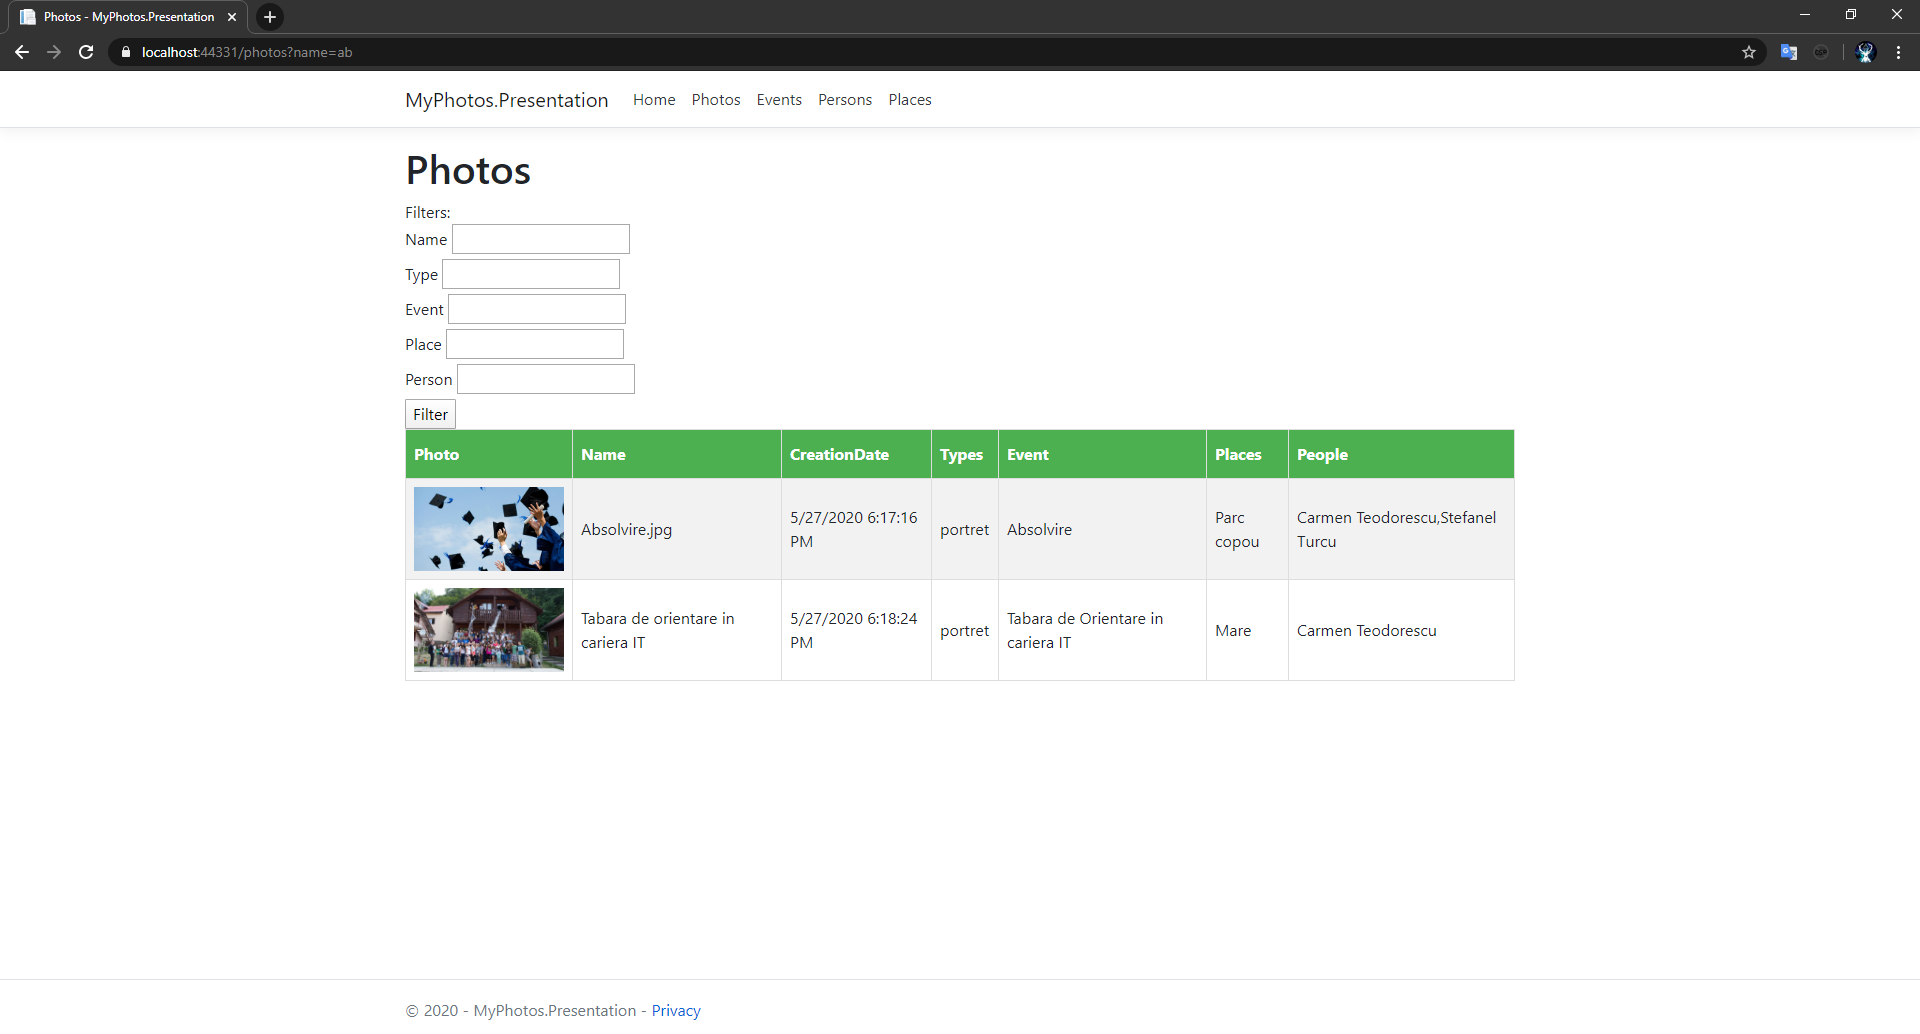 Photos - MyPhotos.Presentation
localhost:44331/photos?name=ab
MyPhotos.Presentation Home Photos Events Persons Places
Photos
Filters:
Name
Type
Event
Place
Person
Filter
Photo Name CreationDate Types Event Places People
Absolvire.jpg 5/27/2020 6:17:16 portret Absolvire Parc Carmen Teodorescu,Stefanel
PM copou Turcu
Tabara de orientare in 5/27/2020 6:18:24 portret Tabara de Orientare in Mare Carmen Teodorescu
cariera IT PM cariera IT
© 2020 - MyPhotos.Presentation - Privacy